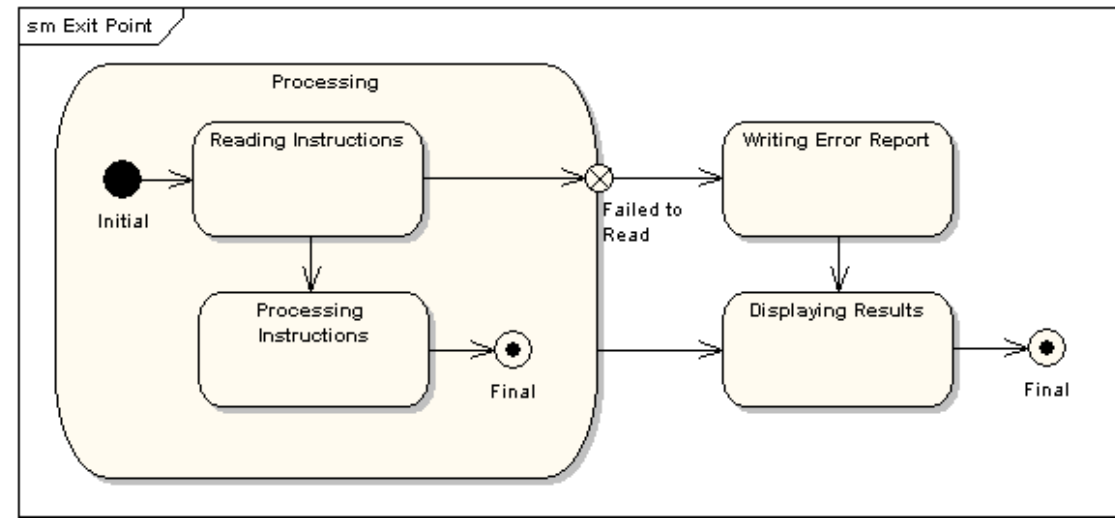 sm Exit Point
Processing
Reading Instructions
Writing Error Report
Initial
Failed to
Read
Processing
Instructions
Displaying Results
Final
Final